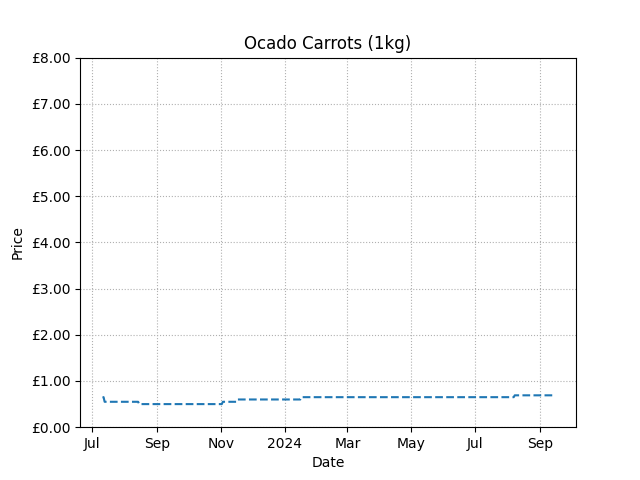 Ocado Carrots (1kg)
£8.00
£7.00
£6.00
£5.00
£4.00
£3.00
£2.00
£1.00
£0.00
Price
Jul Sep Nov 2024 Mar May Jul Sep
Date